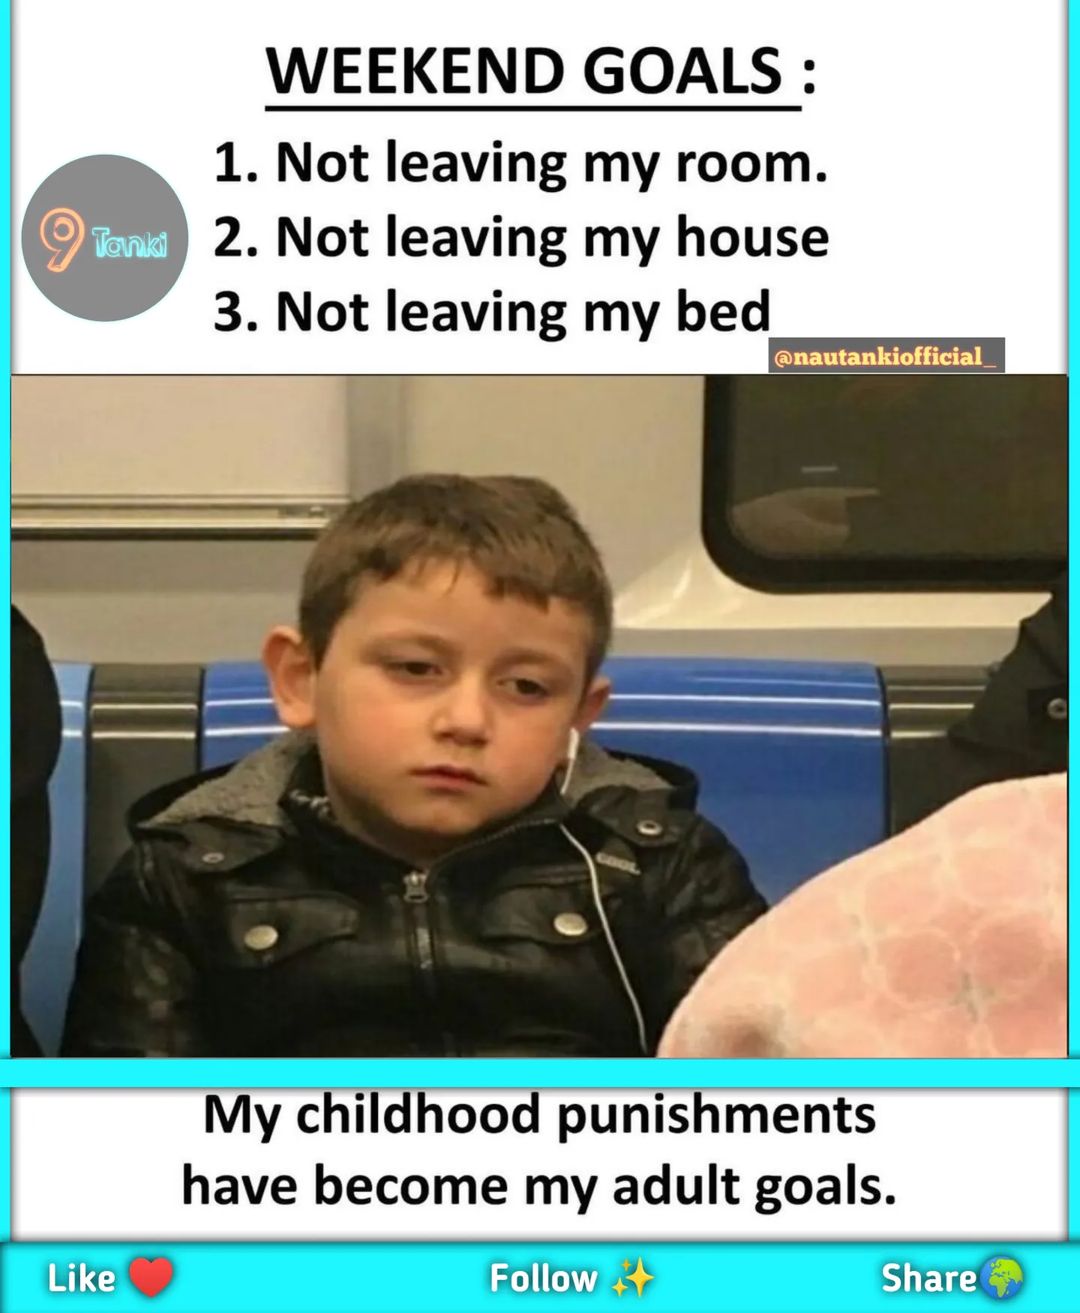 WEEKEND GOALS :
1. Not leaving my room.
2. Not leaving my house
3. Not leaving my bed
9 Tanki
@nautankiofficial_
COOL
My childhood punishments
have become my adult goals.
Like ❤️
Follow ✨
Share🌍